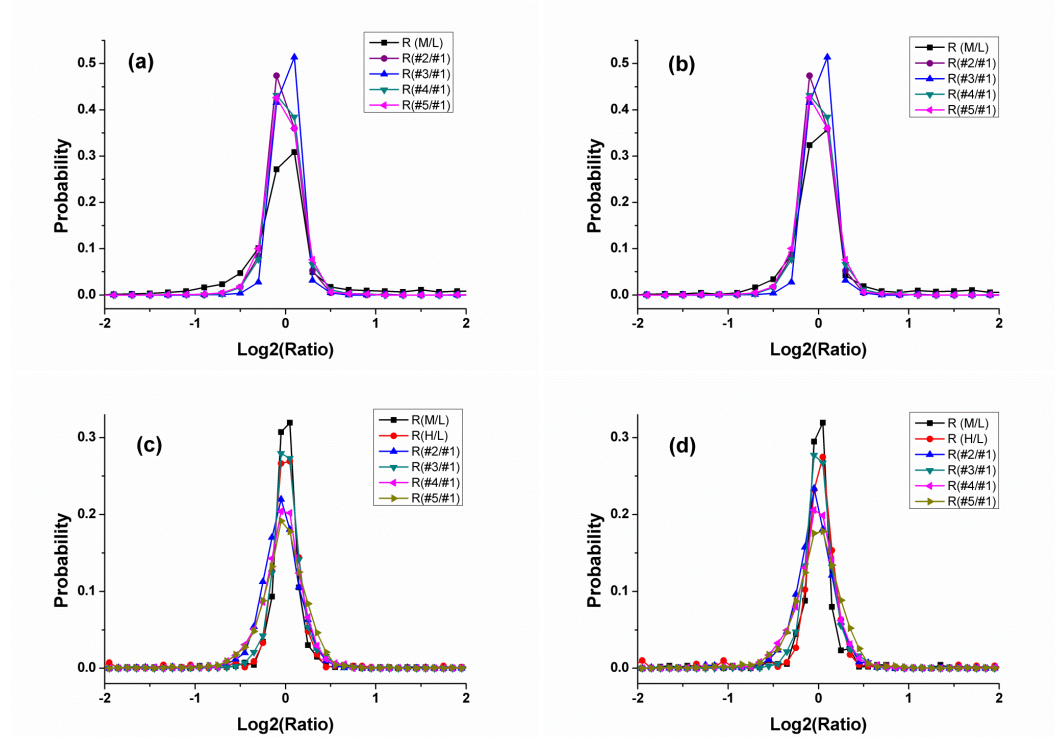 (a)
R (M/L)
R(#2/#1)
R(#3/#1)
R(#4/#1)
R(#5/#1)
0.5
0.4
0.3
0.2
0.1
0.0
Probability
-2 -1 0 1 2
Log2(Ratio)
(b)
R (M/L)
R(#2/#1)
R(#3/#1)
R(#4/#1)
R(#5/#1)
0.5
0.4
0.3
0.2
0.1
0.0
Probability
-2 -1 0 1 2
Log2(Ratio)
(c)
R(M/L)
R(H/L)
R(#2/#1)
R(#3/#1)
R(#4/#1)
R(#5/#1)
0.3
0.2
0.1
0.0
Probability
-2 -1 0 1 2
Log2(Ratio)
(d)
R (M/L)
R (H/L)
R(#2/#1)
R(#3/#1)
R(#4/#1)
R(#5/#1)
0.3
0.2
0.1
0.0
Probability
-2 -1 0 1 2
Log2(Ratio)